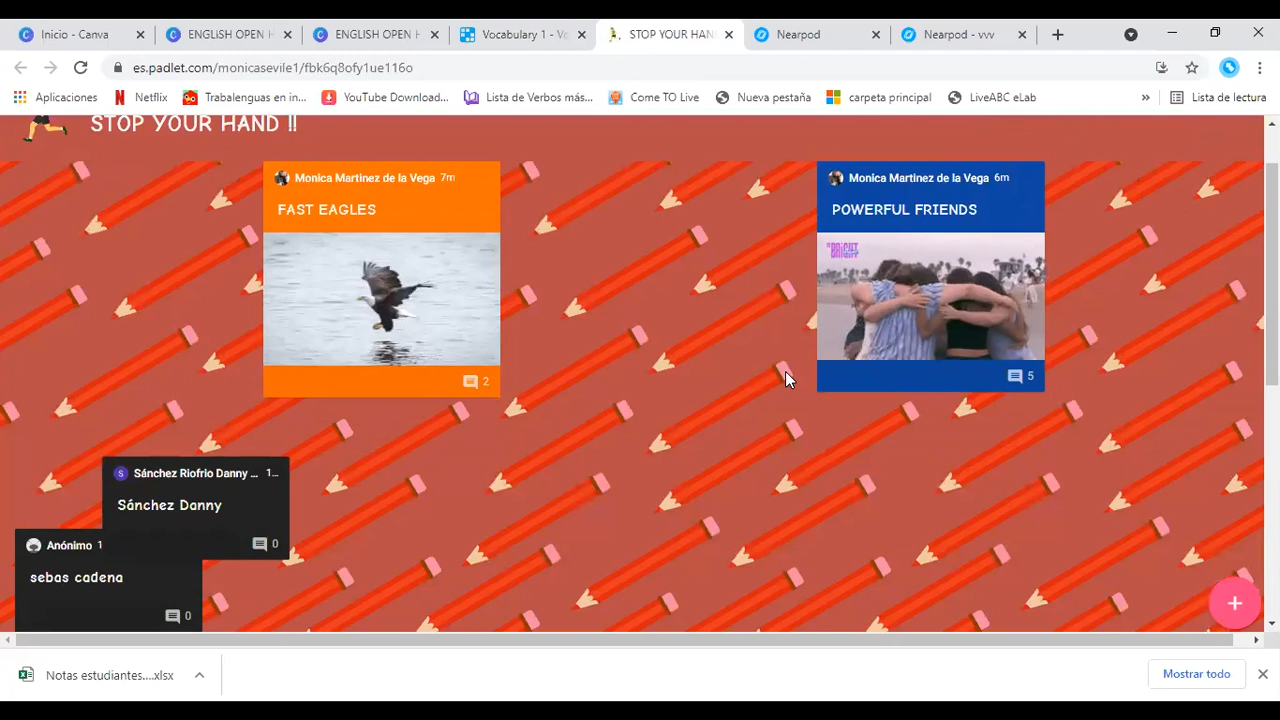 Inicio - Canva
ENGLISH OPEN H
ENGLISH OPEN H
Vocabulary 1 - Vo
STOP YOUR HAN
Nearpod
Nearpod - vvv
es.padlet.com/monicasevile1/fbk6q8ofy1ue116o
Aplicaciones
Netflix
Trabalenguas en in...
YouTube Download...
Lista de Verbos más...
Come TO Live
Nueva pestaña
carpeta principal
LiveABC eLab
»
Lista de lectura
STOP YOUR HAND !!
Monica Martinez de la Vega 7m
FAST EAGLES
2
Monica Martinez de la Vega 6m
POWERFUL FRIENDS
BRIGHT
5
S Sánchez Riofrio Danny ... 1...
Sánchez Danny
0
Anónimo 1
sebas cadena
0
Notas estudiantes....xlsx
Mostrar todo